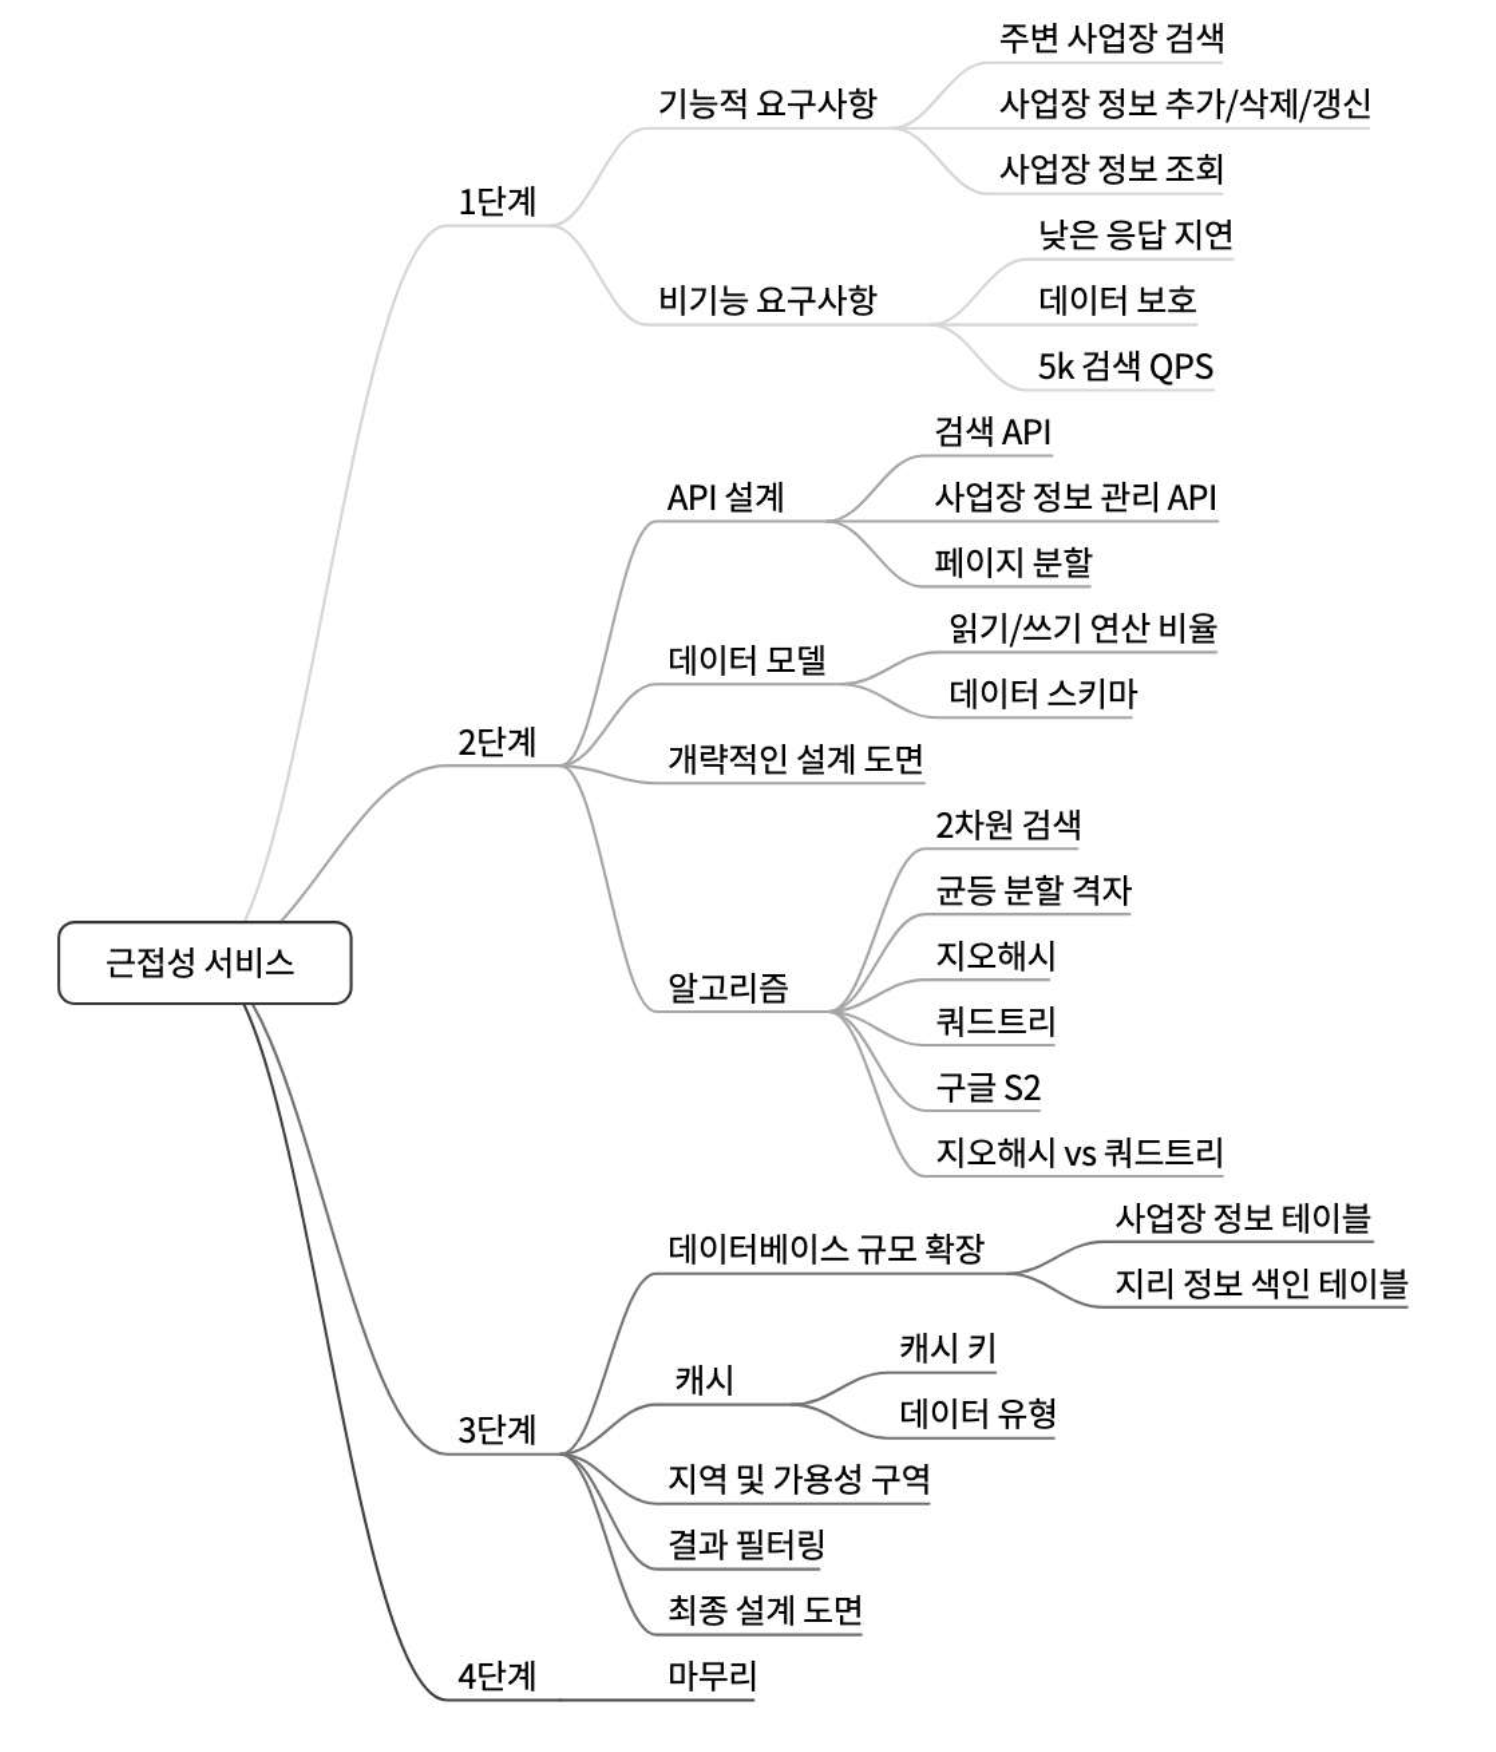 근접성 서비스
1단계
기능적 요구사항
주변 사업장 검색
사업장 정보 추가/삭제/갱신
사업장 정보 조회
비기능 요구사항
낮은 응답 지연
데이터 보호
5k 검색 QPS
2단계
API 설계
검색 API
사업장 정보 관리 API
페이지 분할
데이터 모델
읽기/쓰기 연산 비율
데이터 스키마
개략적인 설계 도면
알고리즘
2차원 검색
균등 분할 격자
지오해시
쿼드트리
구글 S2
지오해시 vs 쿼드트리
3단계
데이터베이스 규모 확장
사업장 정보 테이블
지리 정보 색인 테이블
캐시
캐시 키
데이터 유형
지역 및 가용성 구역
결과 필터링
최종 설계 도면
4단계
마무리